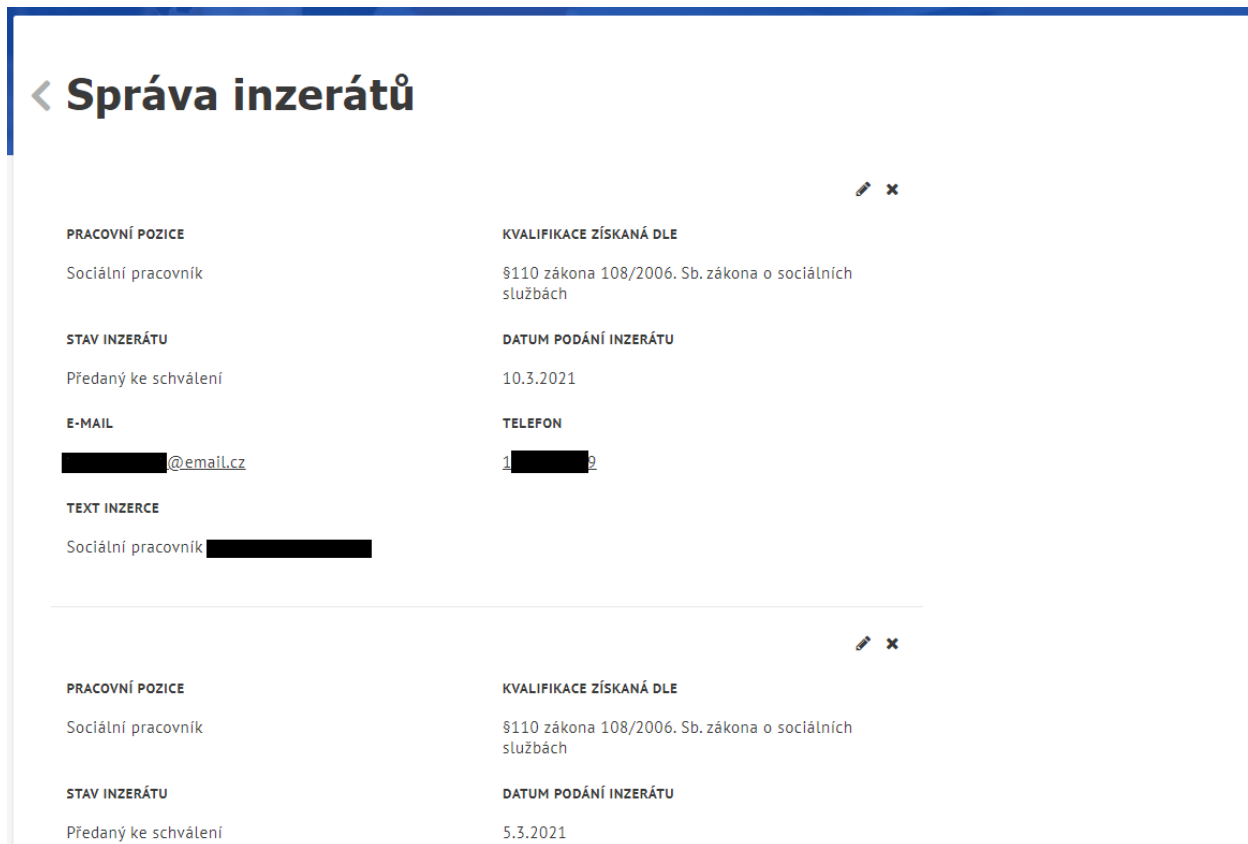 Správa inzerátů
PRACOVNÍ POZICE
KVALIFIKACE ZÍSKANÁ DLE
Sociální pracovník
§110 zákona 108/2006. Sb. zákona o sociálních
službách
STAV INZERÁTU
DATUM PODÁNÍ INZERÁTU
Předaný ke schválení
10.3.2021
E-MAIL
TELEFON
@email.cz
1 9
TEXT INZERCE
Sociální pracovník
PRACOVNÍ POZICE
KVALIFIKACE ZÍSKANÁ DLE
Sociální pracovník
§110 zákona 108/2006. Sb. zákona o sociálních
službách
STAV INZERÁTU
DATUM PODÁNÍ INZERÁTU
Předaný ke schválení
5.3.2021